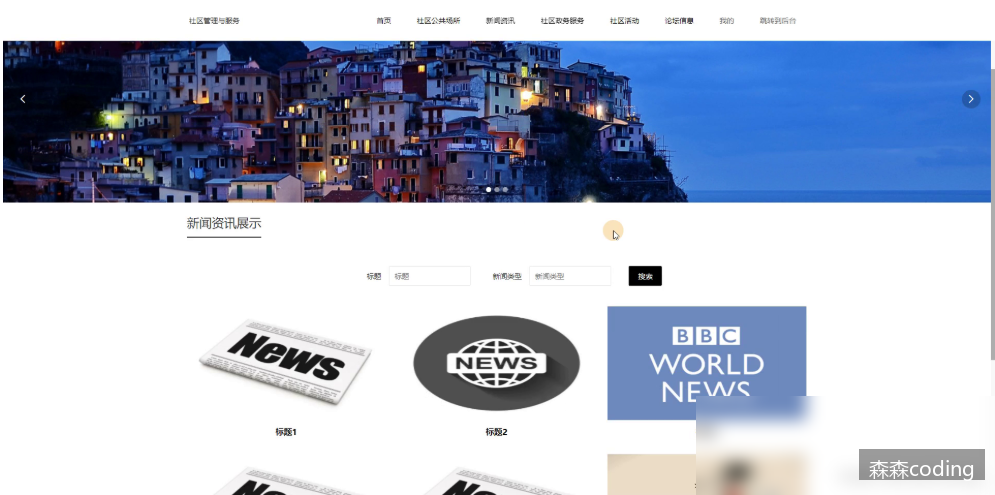 社区管理与服务 首页 社区公共场所 新闻资讯 社区政务服务 社区活动 论坛信息 我的 跳转到后台
新闻资讯展示
标题 标题 新闻类型 新闻类型 搜索
News
NEWS
BBC
WORLD
NEWS
标题1 标题2
News News
森森coding